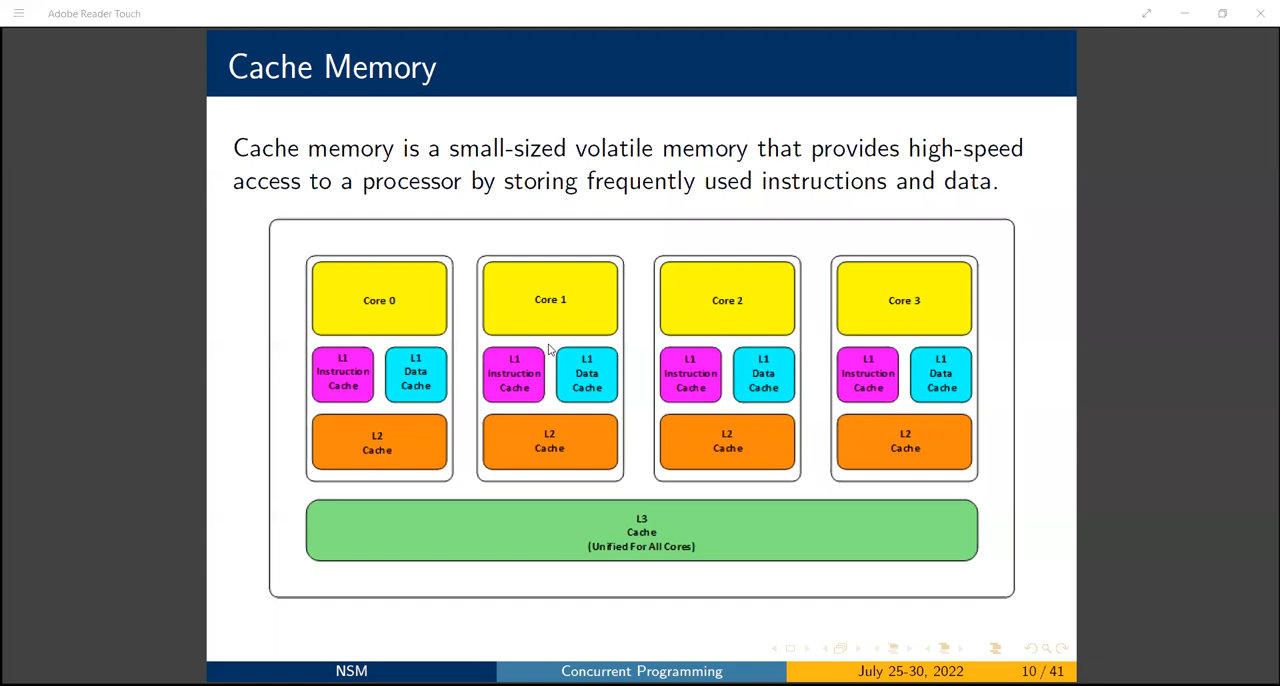 Adobe Reader Touch
Cache Memory
Cache memory is a small-sized volatile memory that provides high-speed
access to a processor by storing frequently used instructions and data.
Core 0
L1
Instruction
Cache
L1
Data
Cache
L2
Cache
Core 1
L1
Instruction
Cache
L1
Data
Cache
L2
Cache
Core 2
L1
Instruction
Cache
L1
Data
Cache
L2
Cache
Core 3
L1
Instruction
Cache
L1
Data
Cache
L2
Cache
L3
Cache
(Unified For All Cores)
NSM
Concurrent Programming
July 25-30, 2022
10 / 41